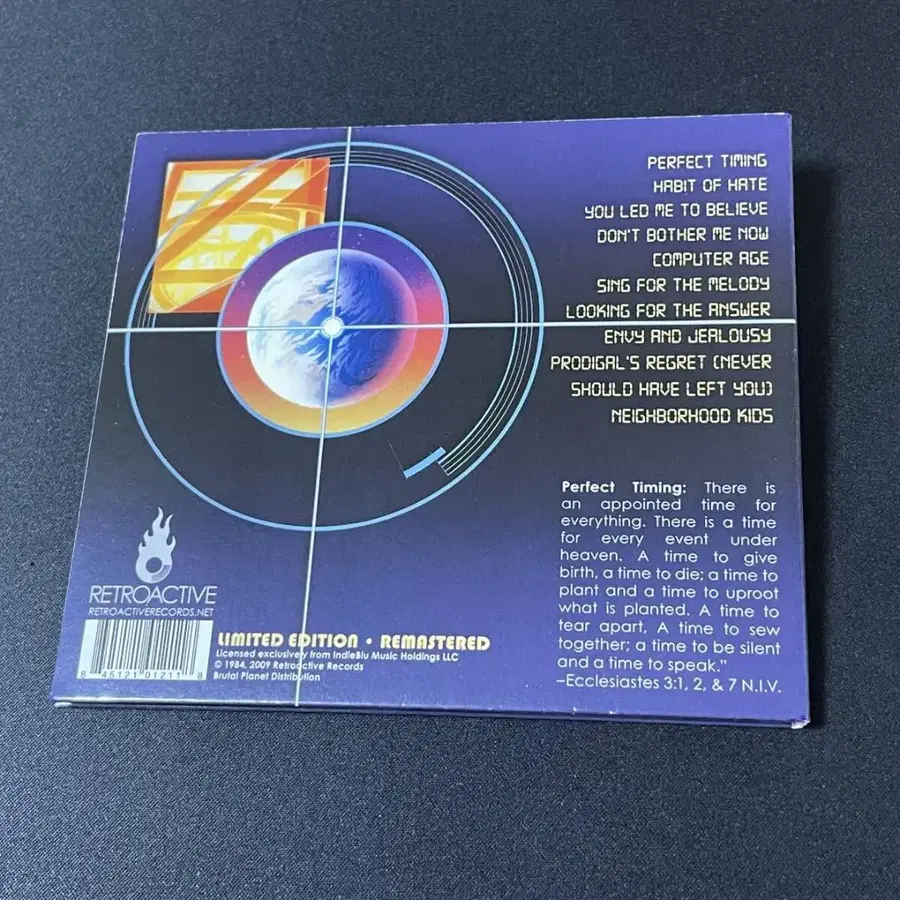 PERFECT TIMING
HABIT OF HATE
YOU LED ME TO BELIEVE
DON'T BOTHER ME NOW
COMPUTER AGE
SING FOR THE MELODY
LOOKING FOR THE ANSWER
ENVY AND JEALOUSY
PRODIGAL'S REGRET (NEVER
SHOULD HAVE LEFT YOU)
NEIGHBORHOOD KIDS
Perfect Timing: There is
an appointed time for
everything. There is a time
for every event under
heaven. A time to give
birth, a time to die; a time to
plant and a time to uproot
what is planted. A time to
tear apart, A time to sew
together; a time to be silent
and a time to speak."
–Ecclesiastes 3:1, 2, & 7 N.I.V.
RETROACTIVE
RETROACTIVERECORDS.NET
8 45121 01211 8
LIMITED EDITION • REMASTERED
Licensed exclusively from IndieBlu Music Holdings LLC
© 1984, 2009 Retroactive Records
Brutal Planet Distribution